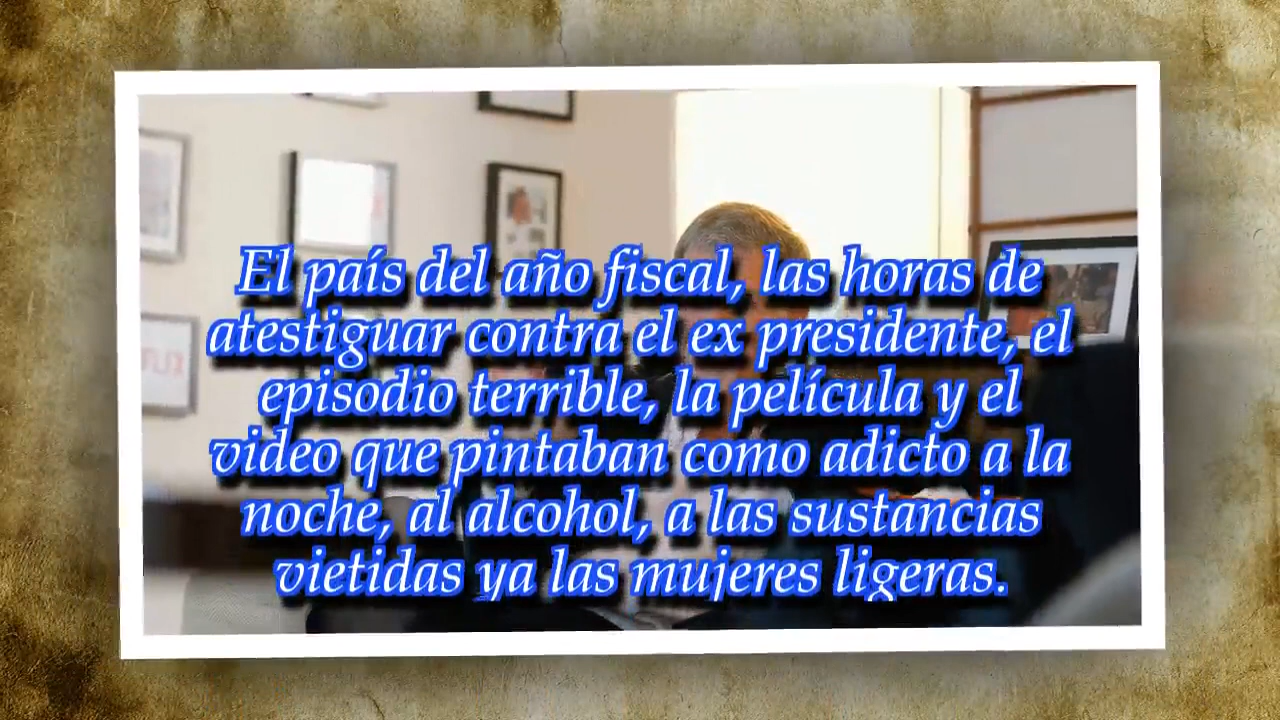 El país del año fiscal, las horas de
atestiguar contra el ex presidente, el
episodio terrible, la película y el
video que pintaban como adicto a la
noche, al alcohol, a las sustancias
vietidas ya las mujeres ligeras.